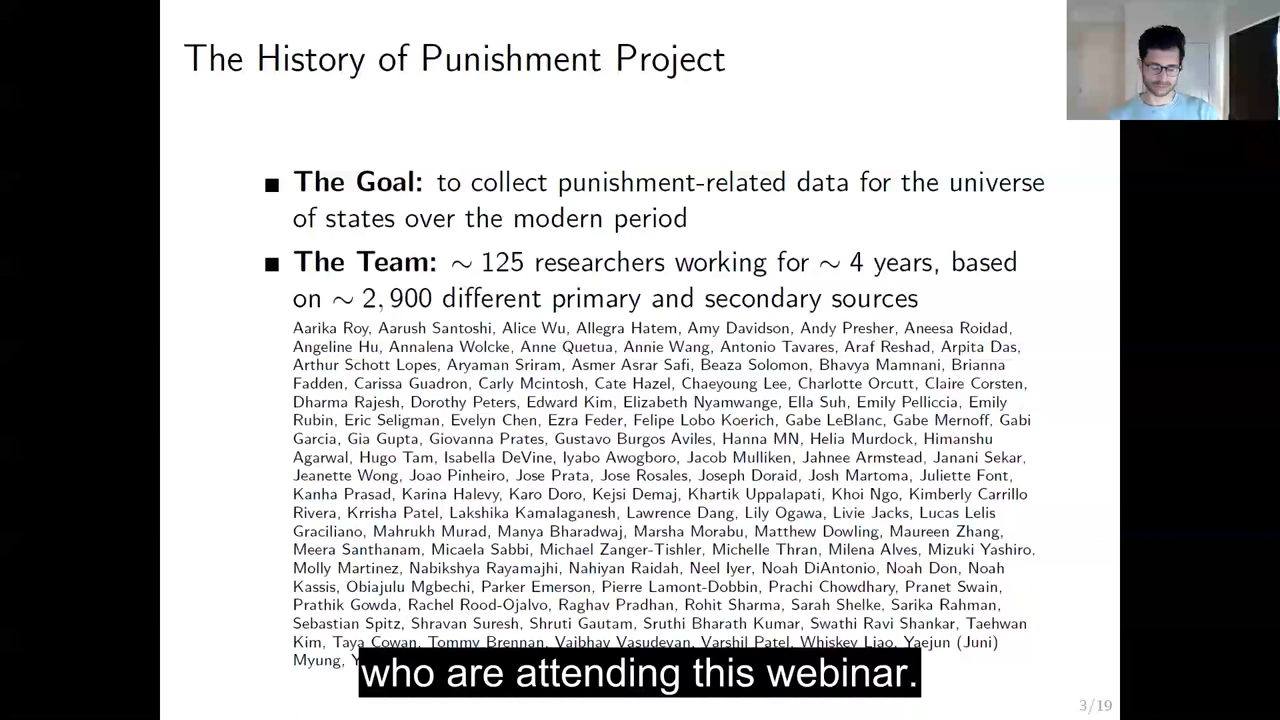 The History of Punishment Project
■ The Goal: to collect punishment-related data for the universe
of states over the modern period
■ The Team: ∼ 125 researchers working for ∼ 4 years, based
on ∼ 2,900 different primary and secondary sources
Aarika Roy, Aarush Santoshi, Alice Wu, Allegra Hatem, Amy Davidson, Andy Presher, Aneesa Roidad,
Angeline Hu, Annalena Wolcke, Anne Quetua, Annie Wang, Antonio Tavares, Araf Reshad, Arpita Das,
Arthur Schott Lopes, Aryaman Sriram, Asmer Asrar Safi, Beaza Solomon, Bhavya Mamnani, Brianna
Fadden, Carissa Guadron, Carly Mcintosh, Cate Hazel, Chaeyoung Lee, Charlotte Orcutt, Claire Corsten,
Dharma Rajesh, Dorothy Peters, Edward Kim, Elizabeth Nyamwange, Ella Suh, Emily Pelliccia, Emily
Rubin, Eric Seligman, Evelyn Chen, Ezra Feder, Felipe Lobo Koerich, Gabe LeBlanc, Gabe Mernoff, Gabi
Garcia, Gia Gupta, Giovanna Prates, Gustavo Burgos Aviles, Hanna MN, Helia Murdock, Himanshu
Agarwal, Hugo Tam, Isabella DeVine, Iyabo Awogboro, Jacob Mulliken, Jahnee Armstead, Janani Sekar,
Jeanette Wong, Joao Pinheiro, Jose Prata, Jose Rosales, Joseph Doraid, Josh Martoma, Juliette Font,
Kanha Prasad, Karina Halevy, Karo Doro, Kejsi Demaj, Khartik Uppalapati, Khoi Ngo, Kimberly Carrillo
Rivera, Krrisha Patel, Lakshika Kamalaganesh, Lawrence Dang, Lily Ogawa, Livie Jacks, Lucas Lelis
Graciliano, Mahrukh Murad, Manya Bharadwaj, Marsha Morabu, Matthew Dowling, Maureen Zhang,
Meera Santhanam, Micaela Sabbi, Michael Zanger-Tishler, Michelle Thran, Milena Alves, Mizuki Yashiro,
Molly Martinez, Nabikshya Rayamajhi, Nahiyan Raidah, Neel Iyer, Noah DiAntonio, Noah Don, Noah
Kassis, Obiajulu Mgbechi, Parker Emerson, Pierre Lamont-Dobbin, Prachi Chowdhary, Pranet Swain,
Prathik Gowda, Rachel Rood-Ojalvo, Raghav Pradhan, Rohit Sharma, Sarah Shelke, Sarika Rahman,
Sebastian Spitz, Shravan Suresh, Shruti Gautam, Sruthi Bharath Kumar, Swathi Ravi Shankar, Taehwan
Kim, Taya Cowan, Tommy Brennan, Vaibhav Vasudevan, Varshil Patel, Whiskey Liao, Yaejun (Juni)
Myung,
who are attending this webinar.
3/19